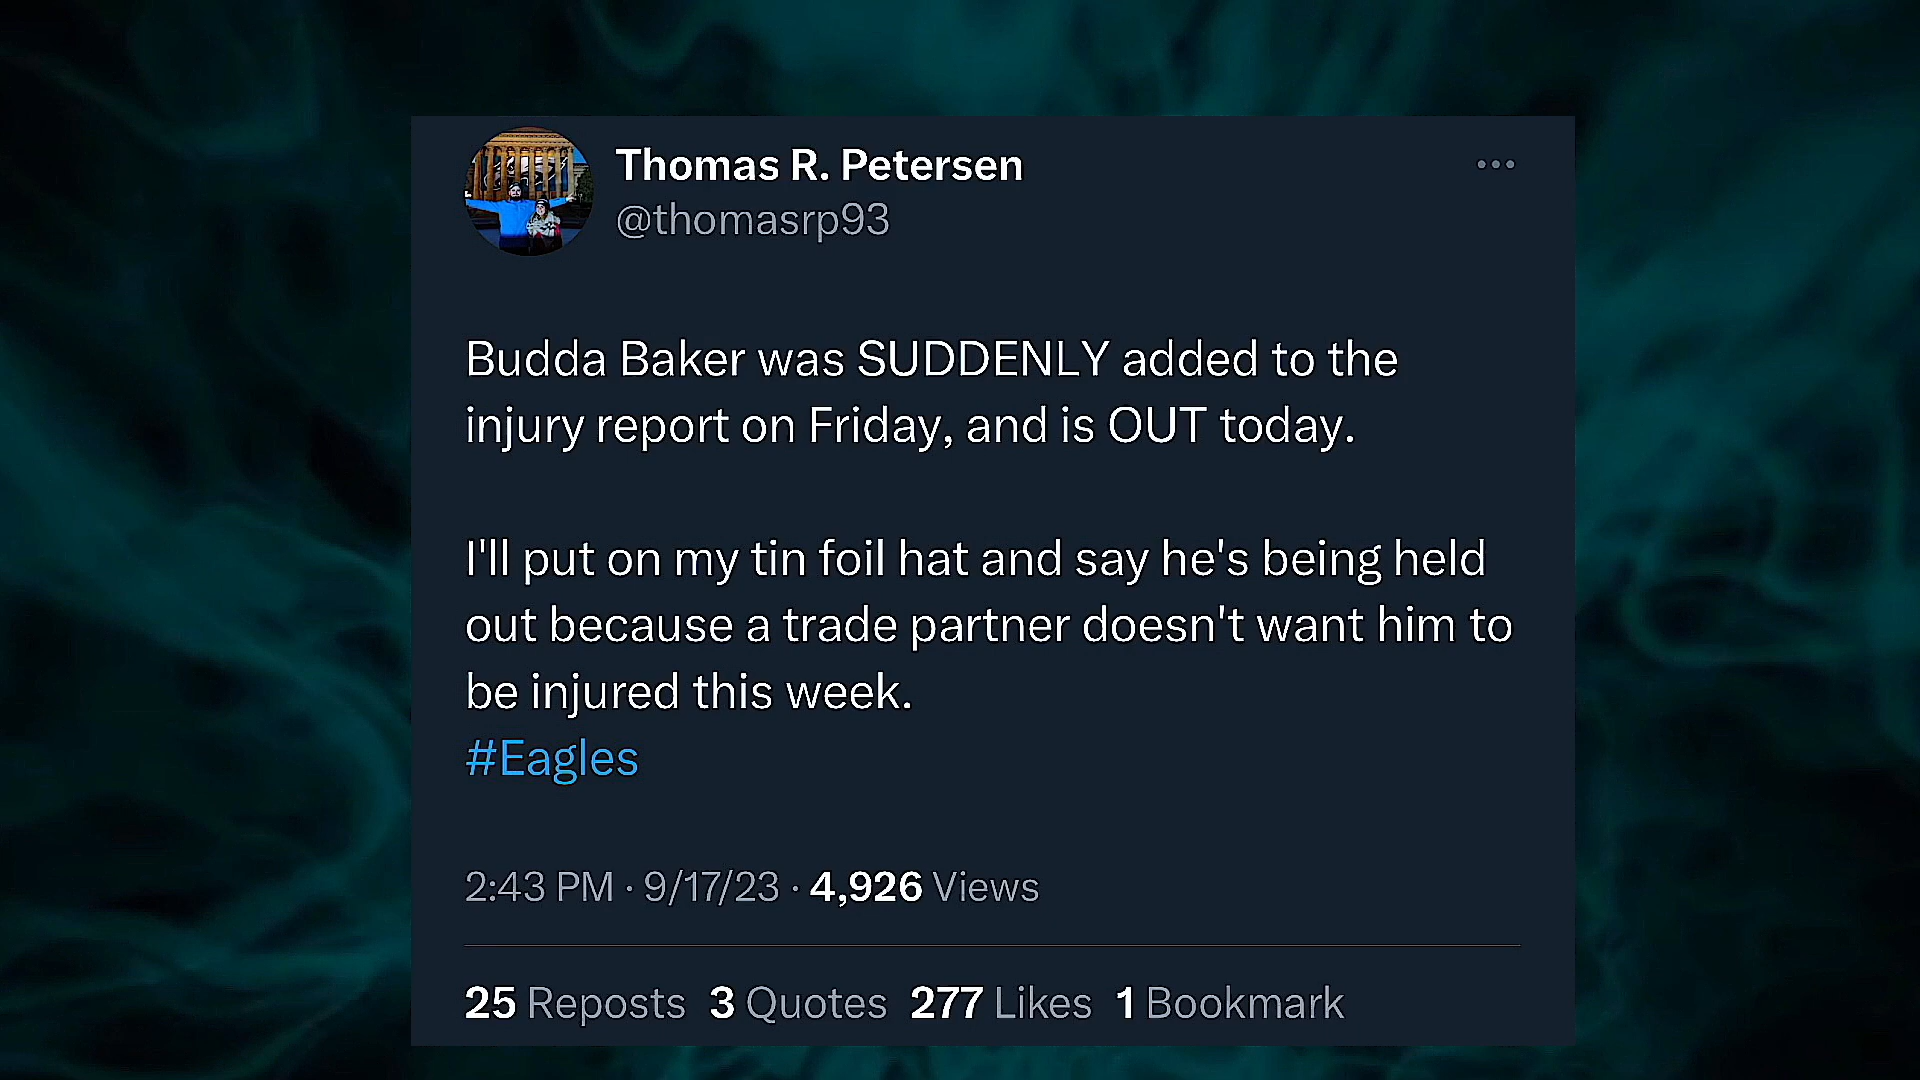 Thomas R. Petersen
@thomasrp93
Budda Baker was SUDDENLY added to the
injury report on Friday, and is OUT today.
I'll put on my tin foil hat and say he's being held
out because a trade partner doesn't want him to
be injured this week.
#Eagles
2:43 PM · 9/17/23 · 4,926 Views
25 Reposts 3 Quotes 277 Likes 1 Bookmark